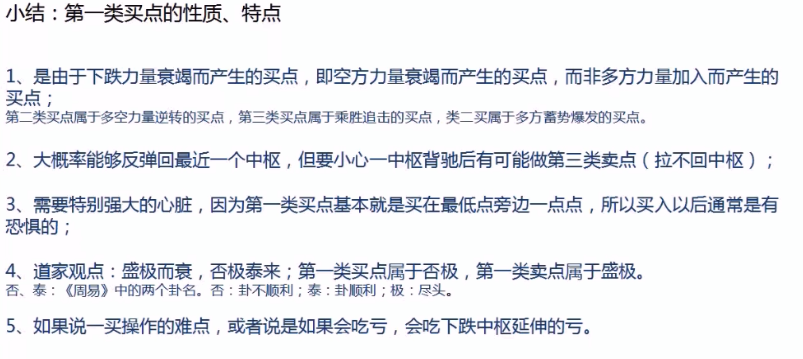 小结：第一类买点的性质、特点
1、是由于下跌力量衰竭而产生的买点，即空方力量衰竭而产生的买点，而非多方力量加入而产生的
买点；
第二类买点属于多空力量逆转的买点，第三类买点属于乘胜追击的买点，类二买属于多方蓄势爆发的买点。
2、大概率能够反弹回最近一个中枢，但要小心一中枢背驰后有可能做第三类卖点（拉不回中枢）；
3、需要特别强大的心脏，因为第一类买点基本就是买在最低点旁边一点点，所以买入以后通常是有
恐惧的；
4、道家观点：盛极而衰，否极泰来；第一类买点属于否极，第一类卖点属于盛极。
否、泰：《周易》中的两个卦名。否：卦不顺利；泰：卦顺利；极：尽头。
5、如果说一买操作的难点，或者说是如果会吃亏，会吃下跌中枢延伸的亏。